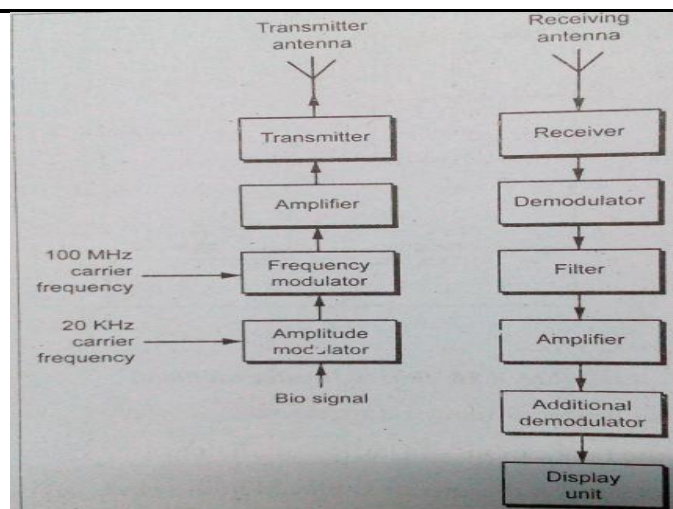 Transmitter
antenna
Transmitter
Amplifier
100 MHz
carrier
frequency
Frequency
modulator
20 KHz
carrier
frequency
Amplitude
modulator
Bio signal
Receiving
antenna
Receiver
Demodulator
Filter
Amplifier
Additional
demodulator
Display
unit